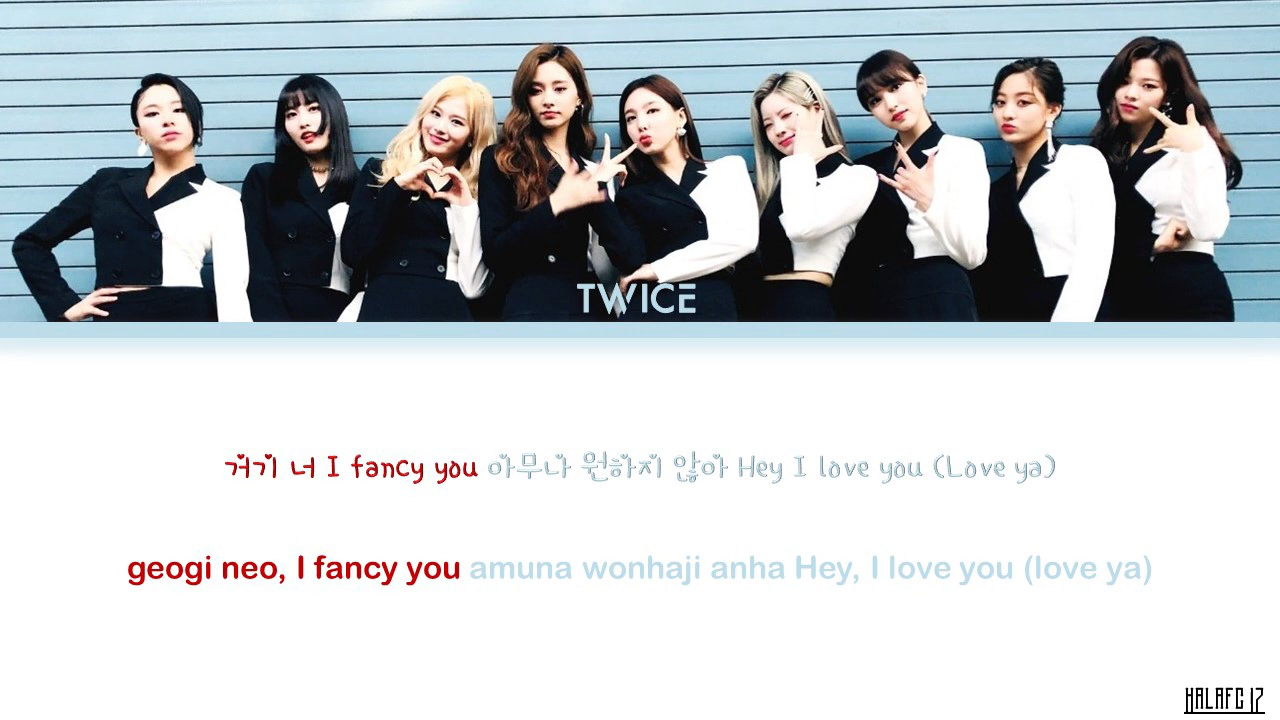 TWICE
거기 너 I fancy you 아무나 원하지 않아 Hey I love you (Love ya)
geogi neo, I fancy you amuna wonhaji anha Hey, I love you (love ya)
HALAFC 17